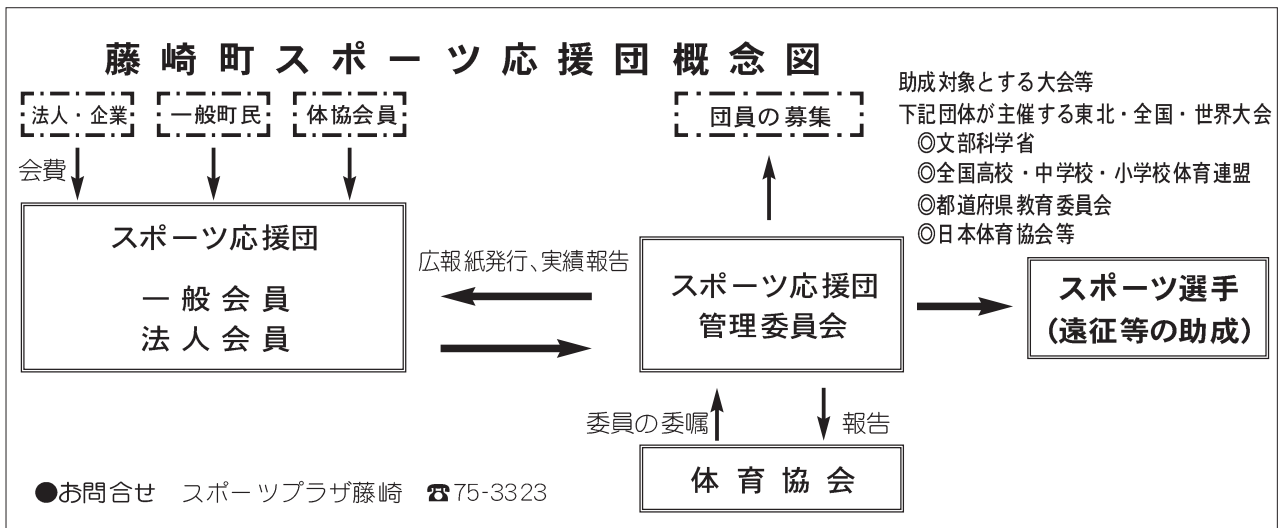 藤崎町スポーツ応援団概念図
法人・企業
一般町民
体協会員
団員の募集
助成対象とする大会等
下記団体が主催する東北・全国・世界大会
◎文部科学省
◎全国高校・中学校・小学校体育連盟
◎都道府県教育委員会
◎日本体育協会等
会費
スポーツ応援団
一般会員
法人会員
広報紙発行、実績報告
スポーツ応援団
管理委員会
スポーツ選手
(遠征等の助成)
委員の委嘱
報告
体育協会
●お問合せ スポーツプラザ藤崎 ☎75-3323